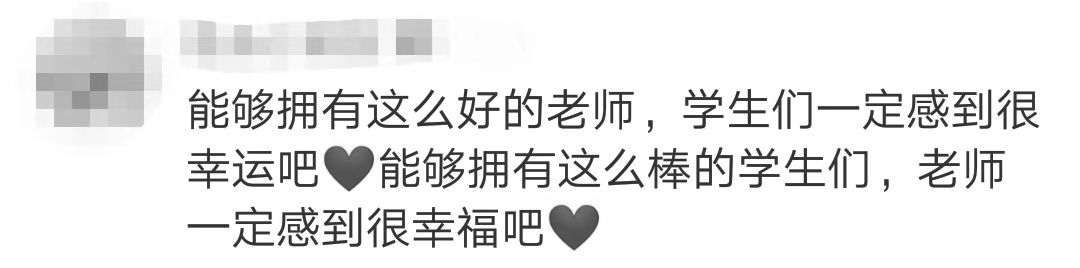 能够拥有这么好的老师，学生们一定感到很
幸运吧🖤能够拥有这么棒的学生们，老师
一定感到很幸福吧🖤